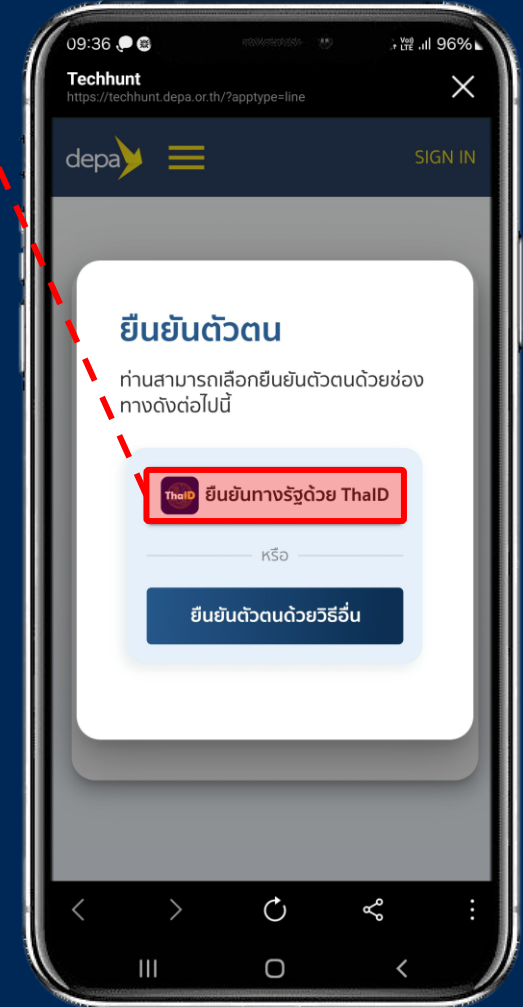 09:36
96%
Techhunt
https://techhunt.depa.or.th/?apptype=line
depa
SIGN IN
ยืนยันตัวตน
ท่านสามารถเลือกยืนยันตัวตนด้วยช่อง
ทางดังต่อไปนี้
ThaID ยืนยันทางรัฐด้วย ThaID
หรือ
ยืนยันตัวตนด้วยวิธีอื่น